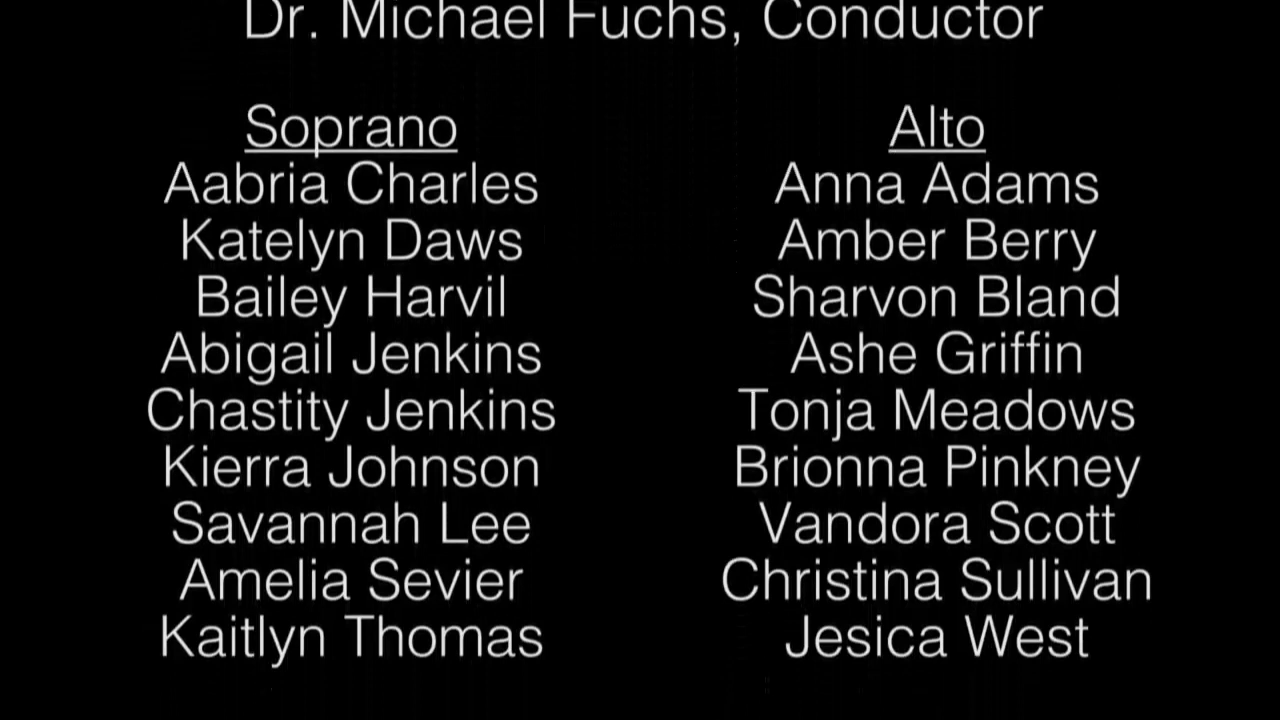 Dr. Michael Fuchs, Conductor
Soprano
Aabria Charles
Katelyn Daws
Bailey Harvil
Abigail Jenkins
Chastity Jenkins
Kierra Johnson
Savannah Lee
Amelia Sevier
Kaitlyn Thomas
Alto
Anna Adams
Amber Berry
Sharvon Bland
Ashe Griffin
Tonja Meadows
Brionna Pinkney
Vandora Scott
Christina Sullivan
Jesica West